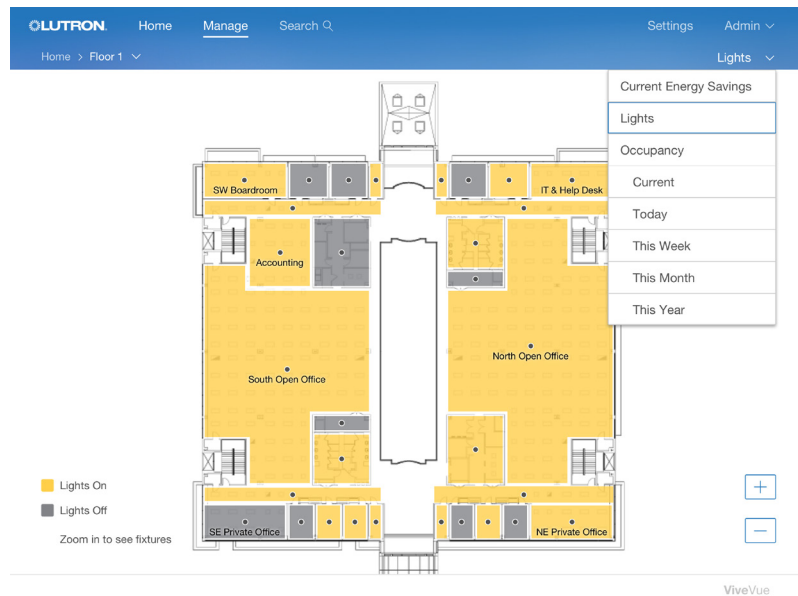 LUTRON.
Home
Manage
Search
Settings
Admin
Home > Floor 1
Lights
Current Energy Savings
Lights
Occupancy
Current
Today
This Week
This Month
This Year
SW Boardroom
IT & Help Desk
Accounting
North Open Office
South Open Office
Lights On
Lights Off
Zoom in to see fixtures
SE Private Office
NE Private Office
ViveVue